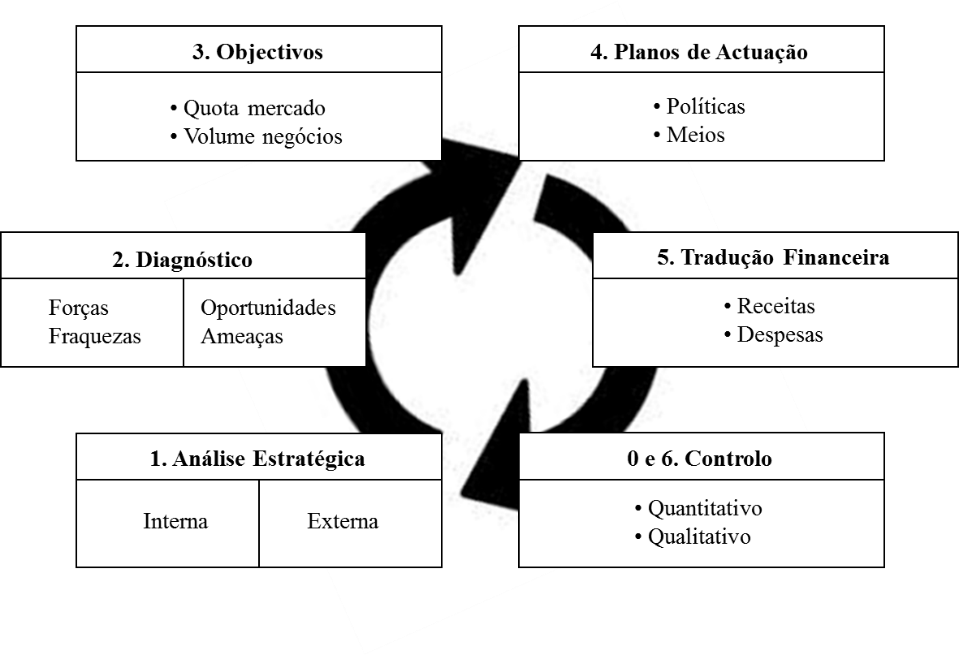 3. Objectivos
• Quota mercado
• Volume negócios
4. Planos de Actuação
• Políticas
• Meios
2. Diagnóstico
Forças
Fraquezas
Oportunidades
Ameaças
5. Tradução Financeira
• Receitas
• Despesas
1. Análise Estratégica
Interna
Externa
0 e 6. Controlo
• Quantitativo
• Qualitativo